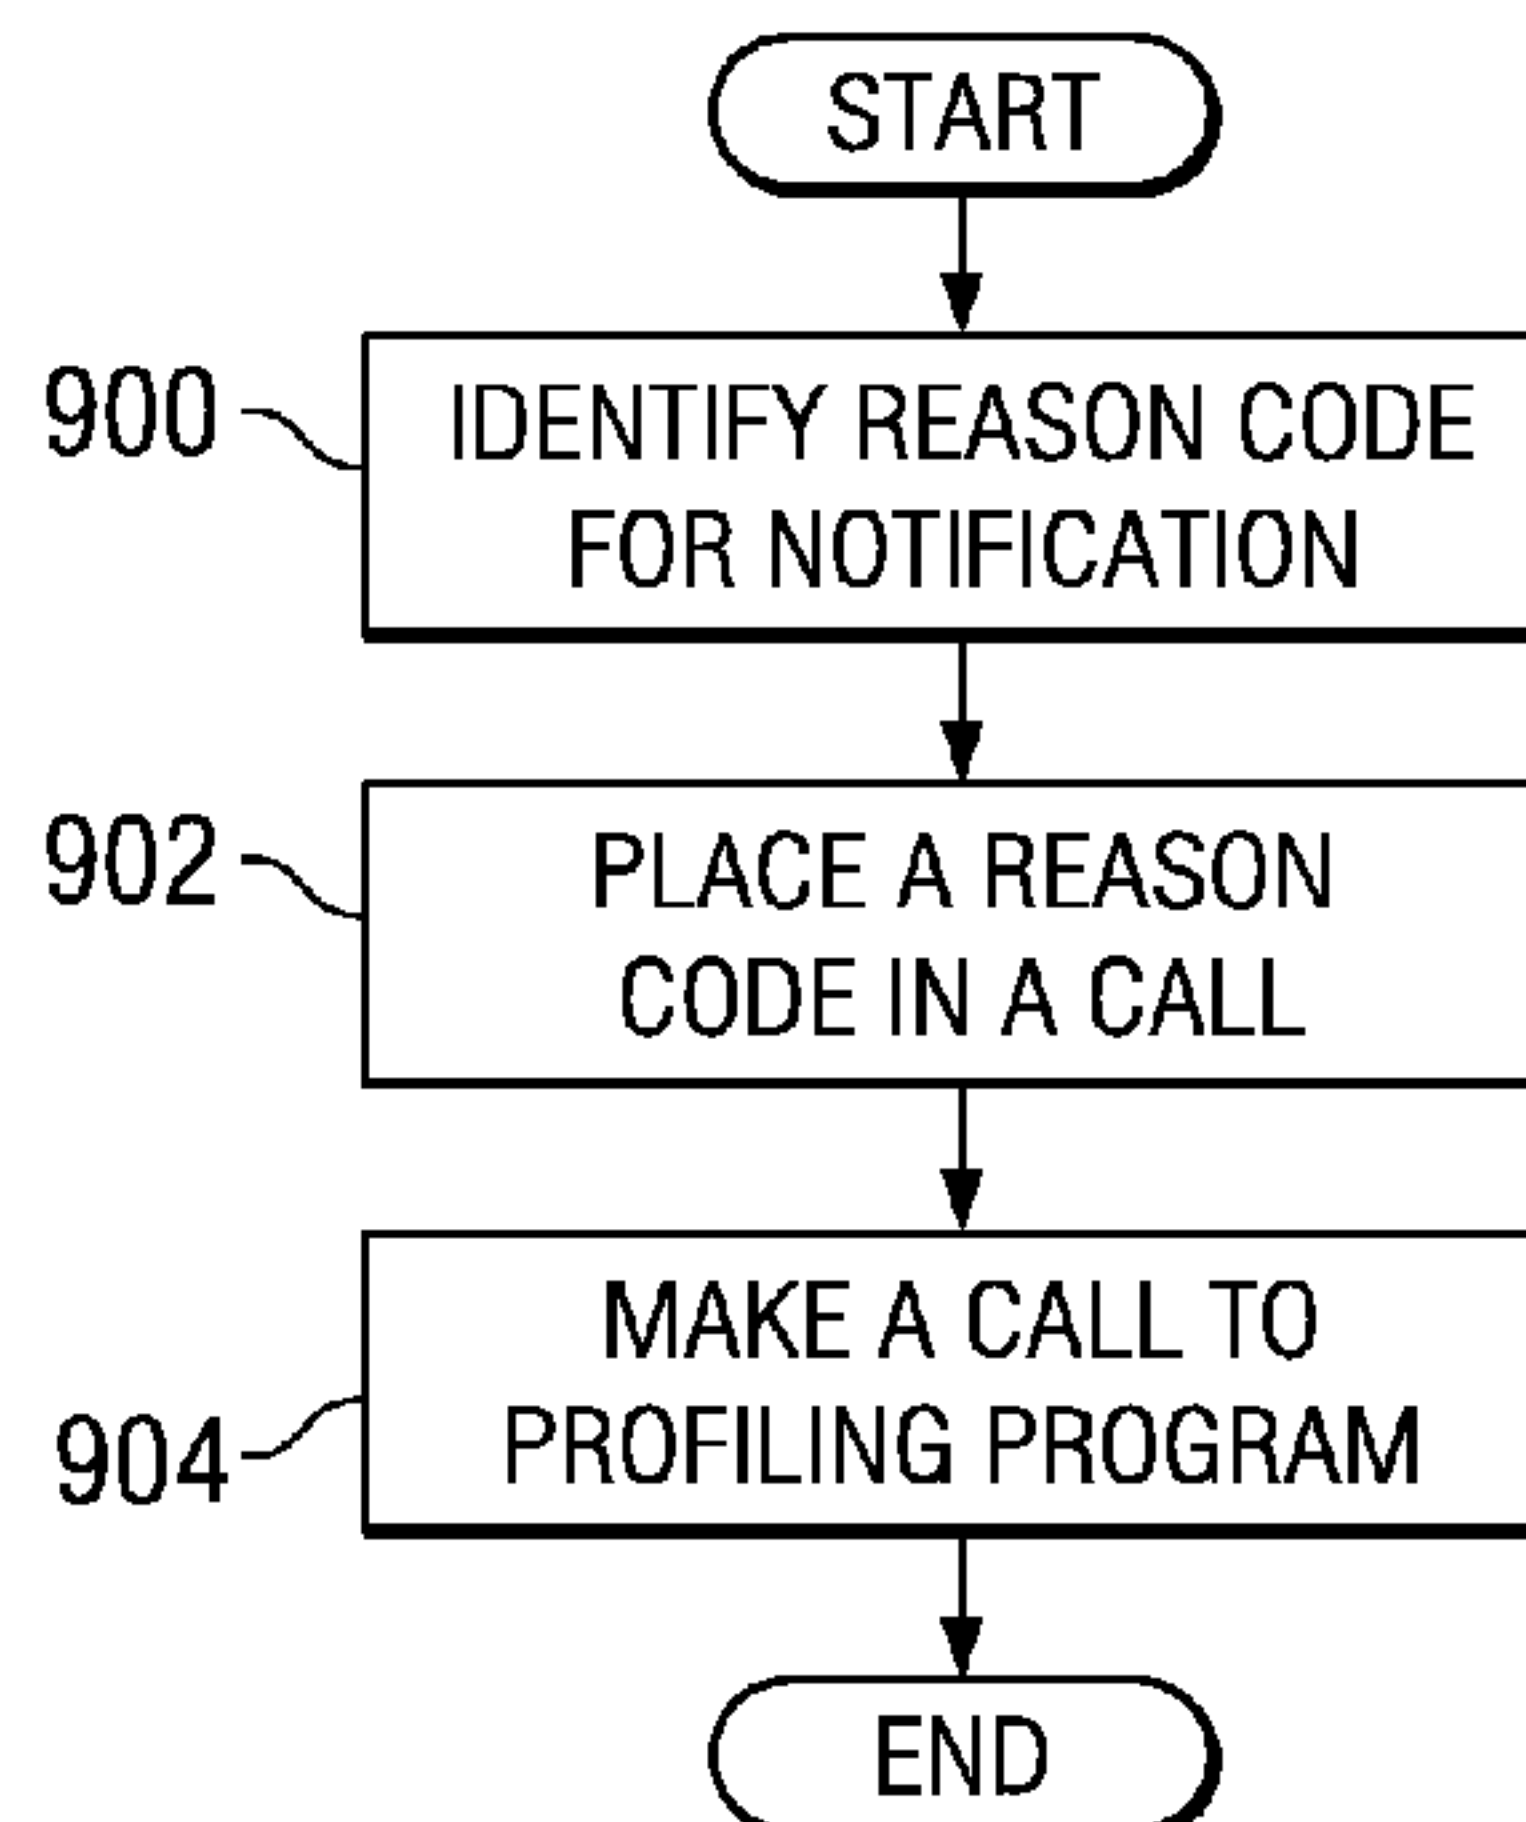 START
900
IDENTIFY REASON CODE
FOR NOTIFICATION
902
PLACE A REASON
CODE IN A CALL
904
MAKE A CALL TO
PROFILING PROGRAM
END